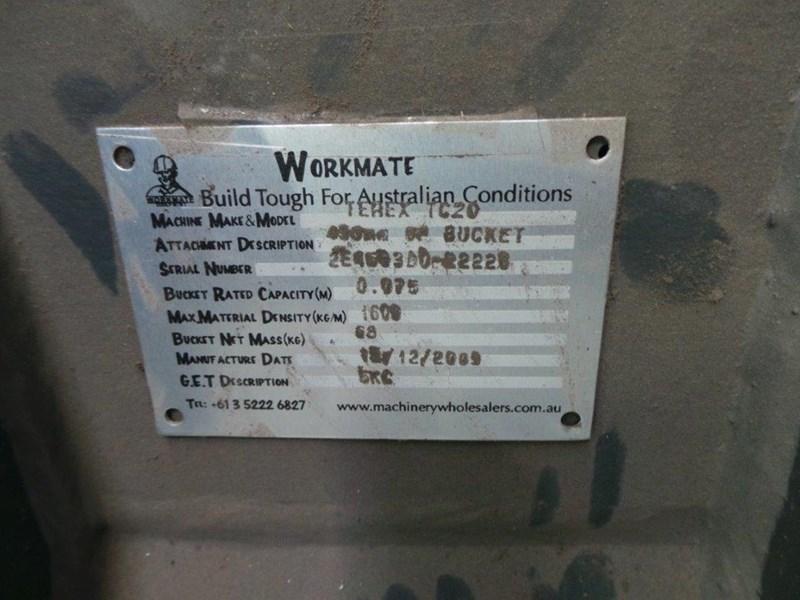 WORKMATE
WORKMATE
Build Tough For Australian Conditions
MACHINE MAKE & MODEL TEREX TC20
ATTACHMENT DESCRIPTION BUCKET
SERIAL NUMBER
BUCKET RATED CAPACITY(M) 0.075
MAX.MATERIAL DENSITY(KG/M) 1600
BUCKET NET MASS(KG) 68
MANUFACTURE DATE /12/2009
G.E.T DESCRIPTION
TEL: +61 3 5222 6827 www.machinerywholesalers.com.au